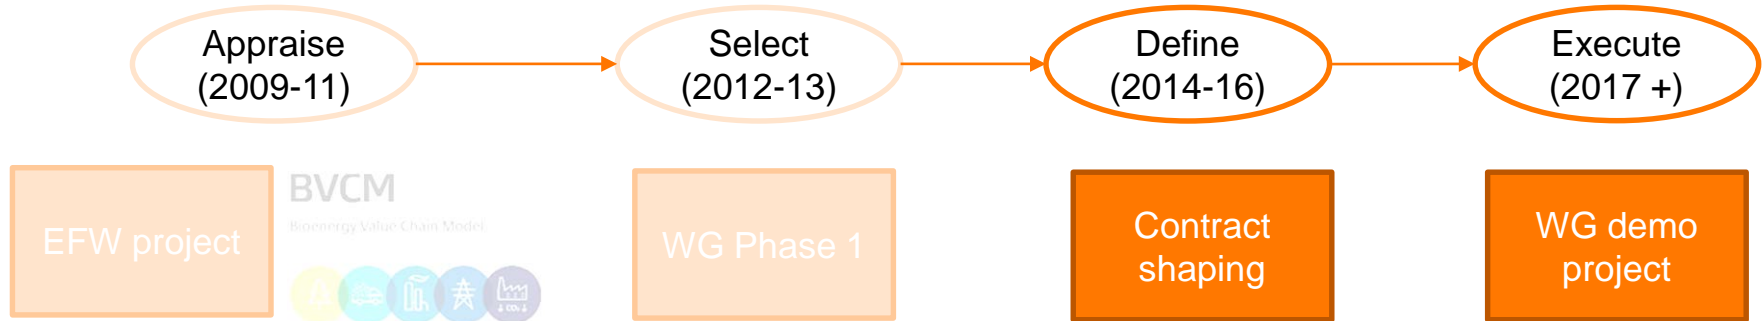 Appraise
(2009-11)
Select
(2012-13)
Define
(2014-16)
Execute
(2017 +)
EFW project
BVCM
Bioenergy Value Chain Model
WG Phase 1
Contract
shaping
WG demo
project